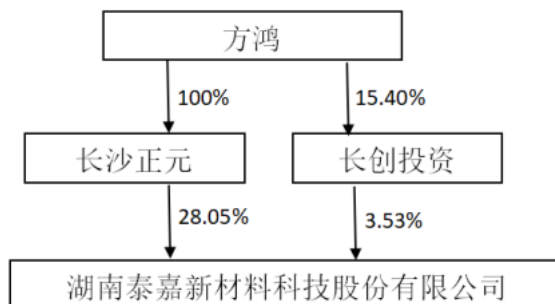 方鸿
100% 15.40%
长沙正元 长创投资
28.05% 3.53%
湖南泰嘉新材料科技股份有限公司